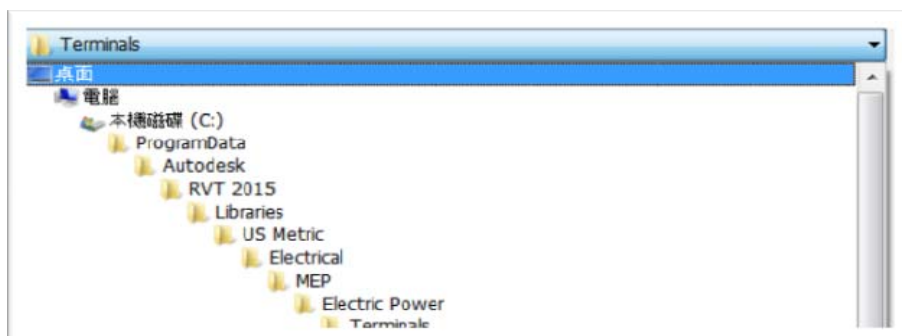 Terminals
桌面
電腦
本機磁碟 (C:)
ProgramData
Autodesk
RVT 2015
Libraries
US Metric
Electrical
MEP
Electric Power
Terminals